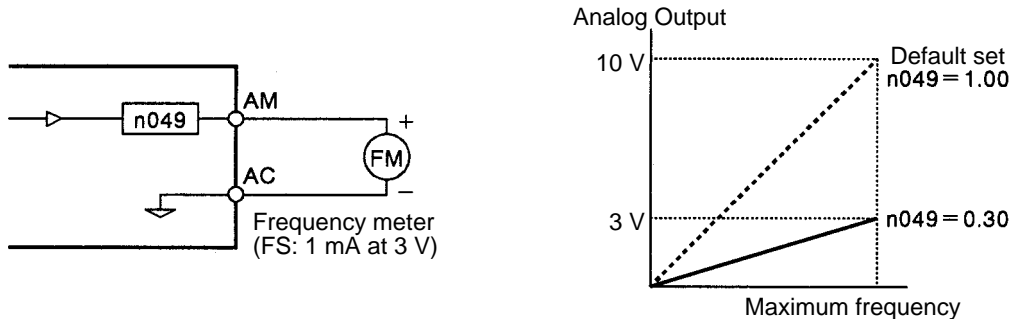 AM
n049
+
FM
AC
−
Frequency meter
(FS: 1 mA at 3 V)
Analog Output
10 V
Default set
n049=1.00
3 V
n049=0.30
Maximum frequency